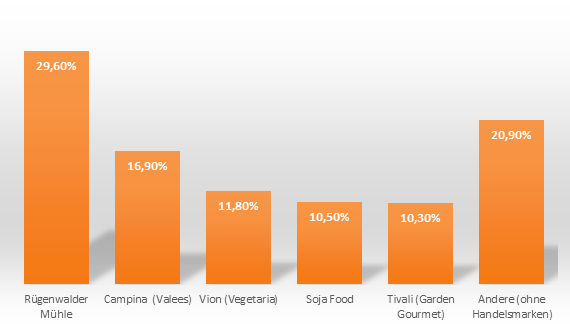 29,60%
16,90%
11,80%
10,50%
10,30%
20,90%
Rügenwalder
Mühle
Campina (Valees)
Vion (Vegetaria)
Soja Food
Tivali (Garden
Gourmet)
Andere (ohne
Handelsmarken)